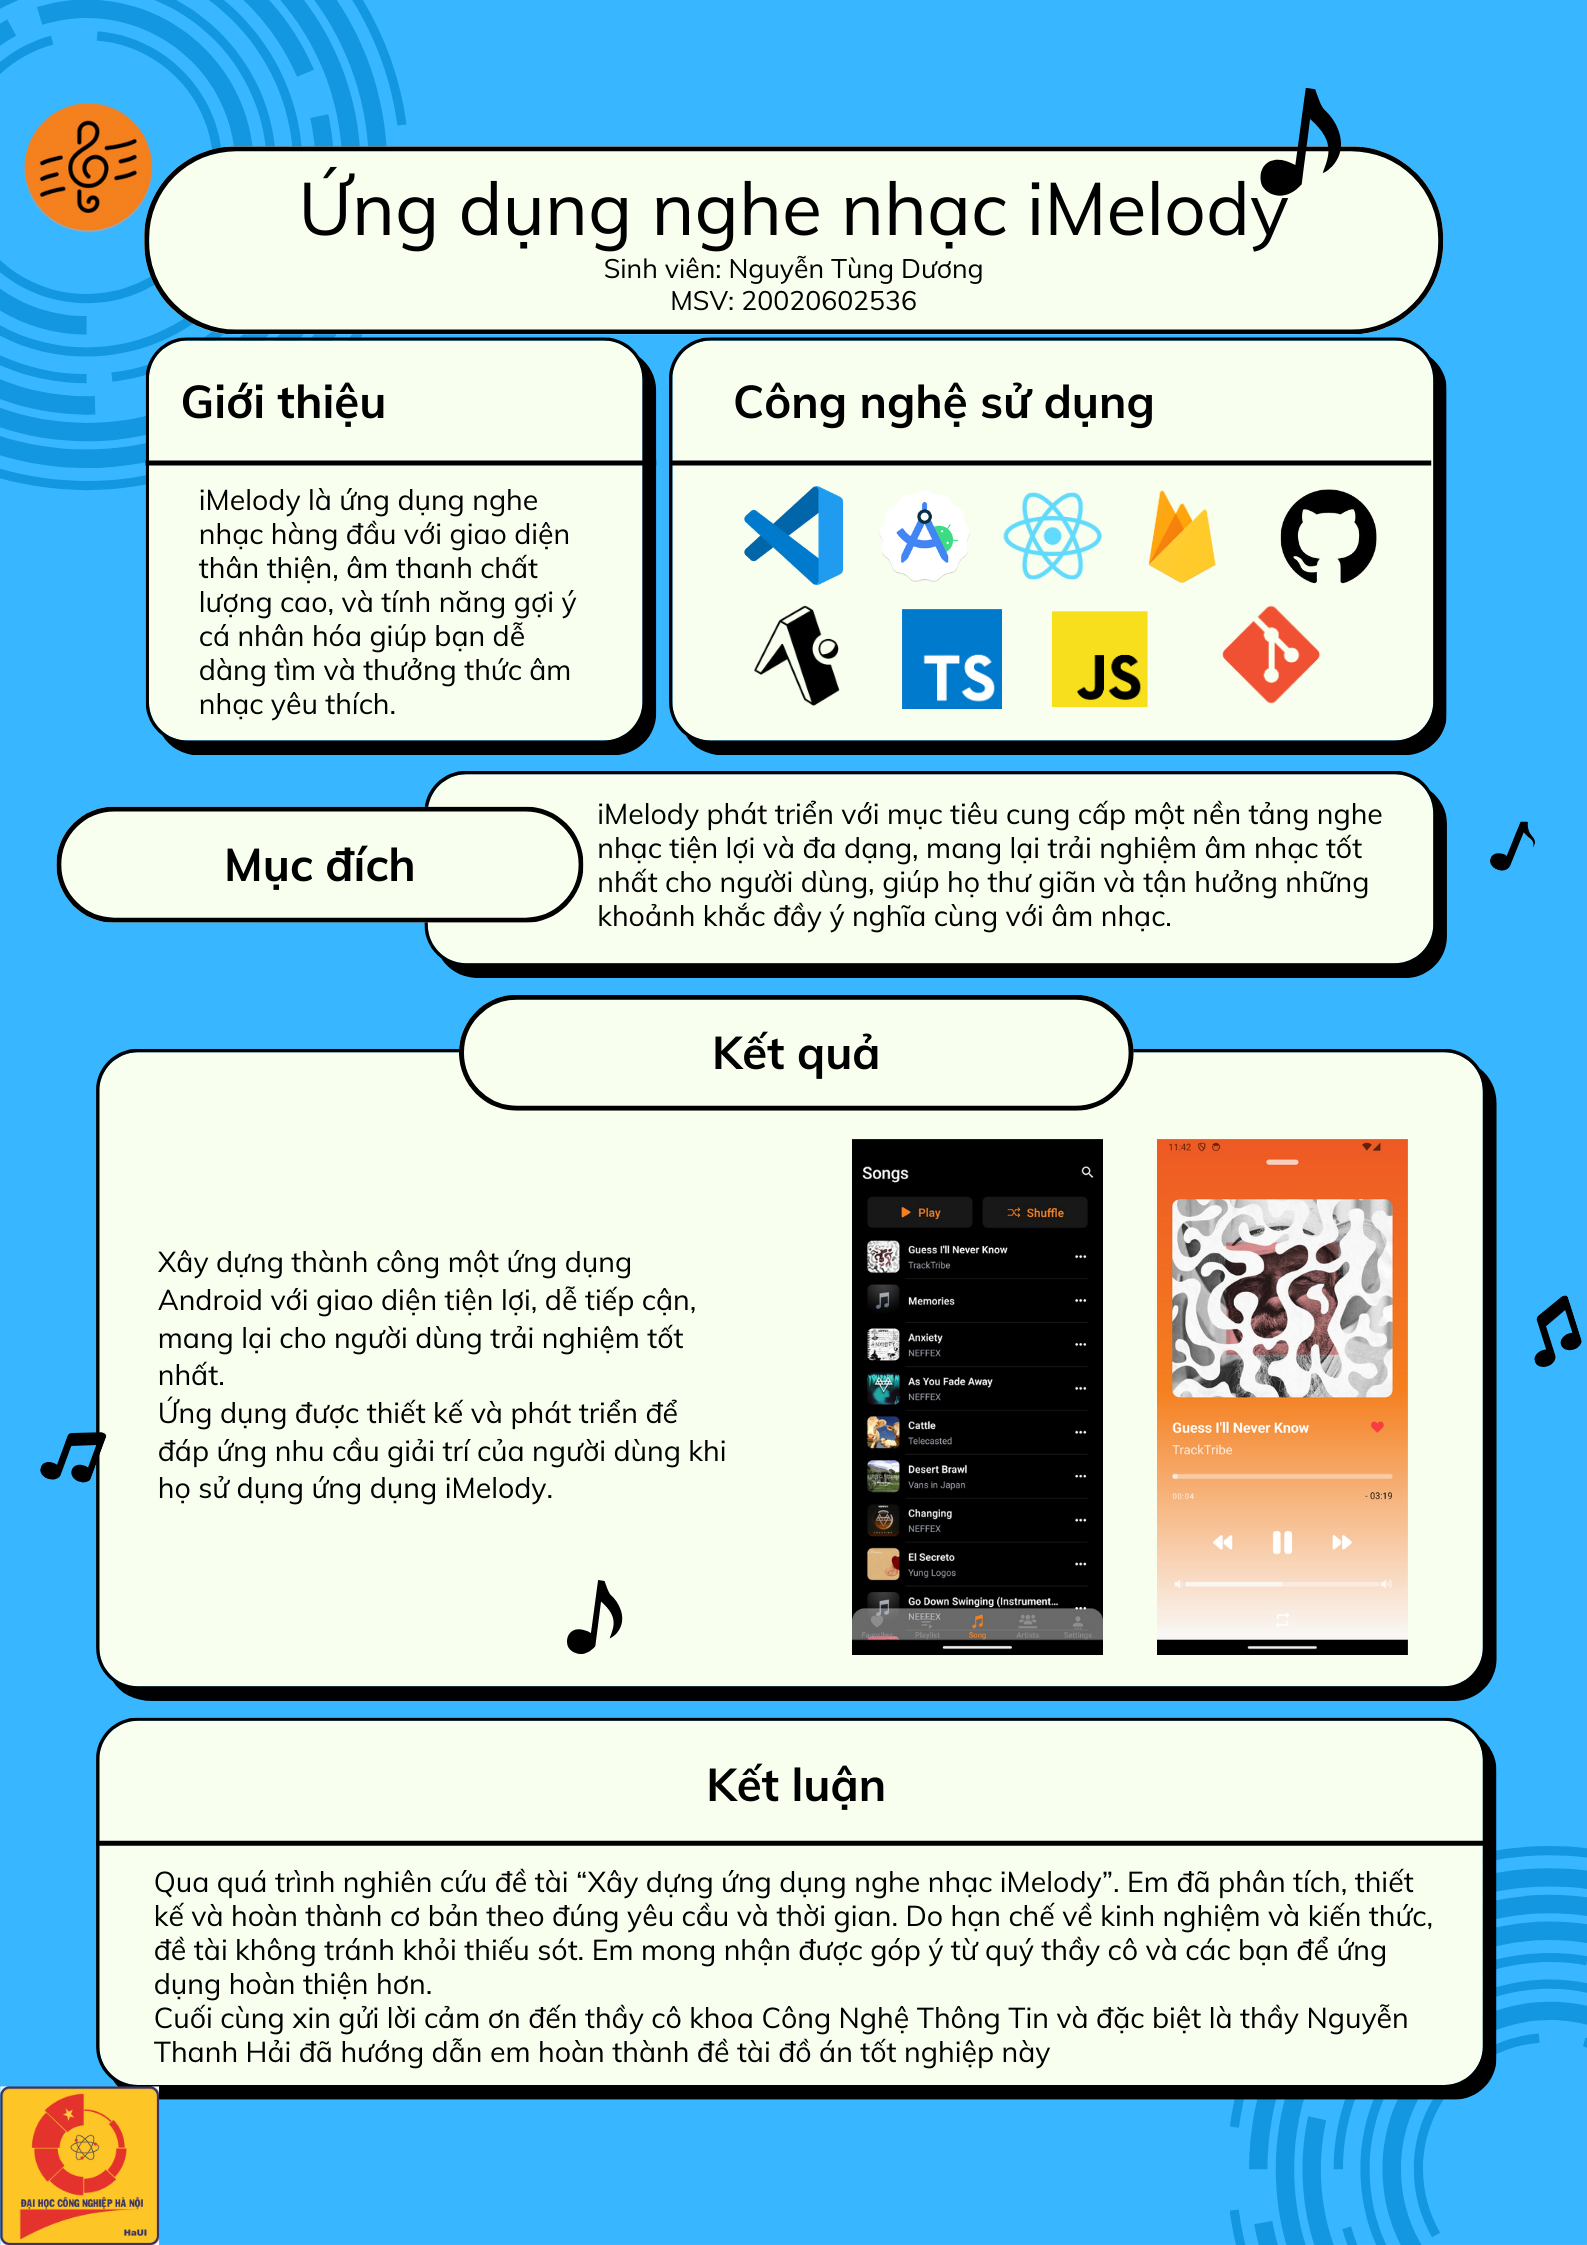 Ứng dụng nghe nhạc iMelody
Sinh viên: Nguyễn Tùng Dương
MSV: 20020602536
Giới thiệu
iMelody là ứng dụng nghe
nhạc hàng đầu với giao diện
thân thiện, âm thanh chất
lượng cao, và tính năng gợi ý
cá nhân hóa giúp bạn dễ
dàng tìm và thưởng thức âm
nhạc yêu thích.
Công nghệ sử dụng
TS
JS
Mục đích
iMelody phát triển với mục tiêu cung cấp một nền tảng nghe
nhạc tiện lợi và đa dạng, mang lại trải nghiệm âm nhạc tốt
nhất cho người dùng, giúp họ thư giãn và tận hưởng những
khoảnh khắc đầy ý nghĩa cùng với âm nhạc.
Kết quả
Xây dựng thành công một ứng dụng
Android với giao diện tiện lợi, dễ tiếp cận,
mang lại cho người dùng trải nghiệm tốt
nhất.
Ứng dụng được thiết kế và phát triển để
đáp ứng nhu cầu giải trí của người dùng khi
họ sử dụng ứng dụng iMelody.
Songs
Play
Shuffle
Guess I'll Never Know
TrackTribe
Memories
Anxiety
NEFFEX
As You Fade Away
NEFFEX
Cattle
Telecasted
Desert Brawl
Vans in Japan
Changing
NEFFEX
El Secreto
Yung Logos
Go Down Swinging (Instrument...
NEFFEX
Favorites
Playlist
Song
Artists
Settings
11:42
Guess I'll Never Know
TrackTribe
00:04
- 03:19
Kết luận
Qua quá trình nghiên cứu đề tài “Xây dựng ứng dụng nghe nhạc iMelody”. Em đã phân tích, thiết
kế và hoàn thành cơ bản theo đúng yêu cầu và thời gian. Do hạn chế về kinh nghiệm và kiến thức,
đề tài không tránh khỏi thiếu sót. Em mong nhận được góp ý từ quý thầy cô và các bạn để ứng
dụng hoàn thiện hơn.
Cuối cùng xin gửi lời cảm ơn đến thầy cô khoa Công Nghệ Thông Tin và đặc biệt là thầy Nguyễn
Thanh Hải đã hướng dẫn em hoàn thành đề tài đồ án tốt nghiệp này
ĐẠI HỌC CÔNG NGHIỆP HÀ NỘI
HaUI